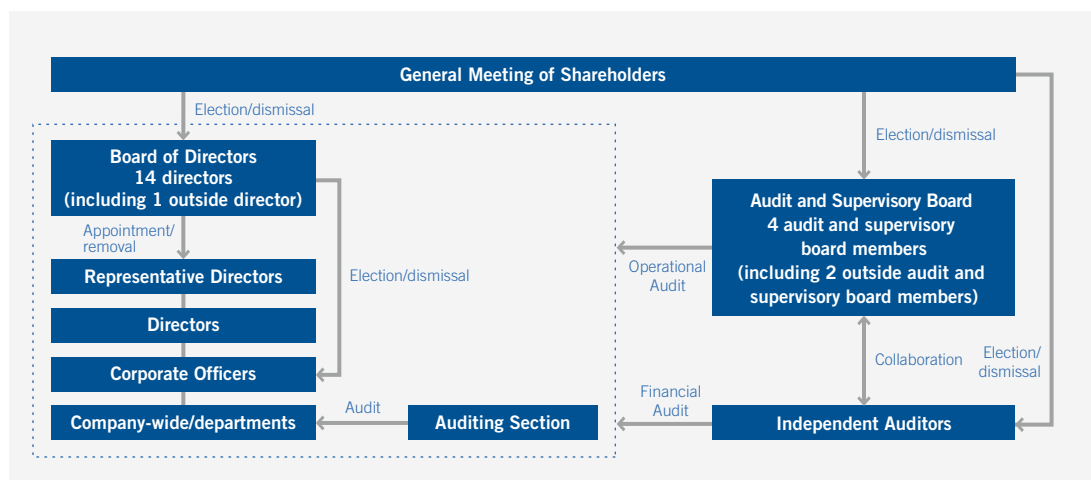 General Meeting of Shareholders
Election/dismissal
Election/dismissal
Board of Directors
14 directors
(including 1 outside director)
Audit and Supervisory Board
4 audit and supervisory
board members
(including 2 outside audit and
supervisory board members)
Appointment/
removal
Representative Directors
Election/dismissal
Operational
Audit
Directors
Corporate Officers
Collaboration
Election/
dismissal
Company-wide/departments
Audit
Auditing Section
Financial
Audit
Independent Auditors